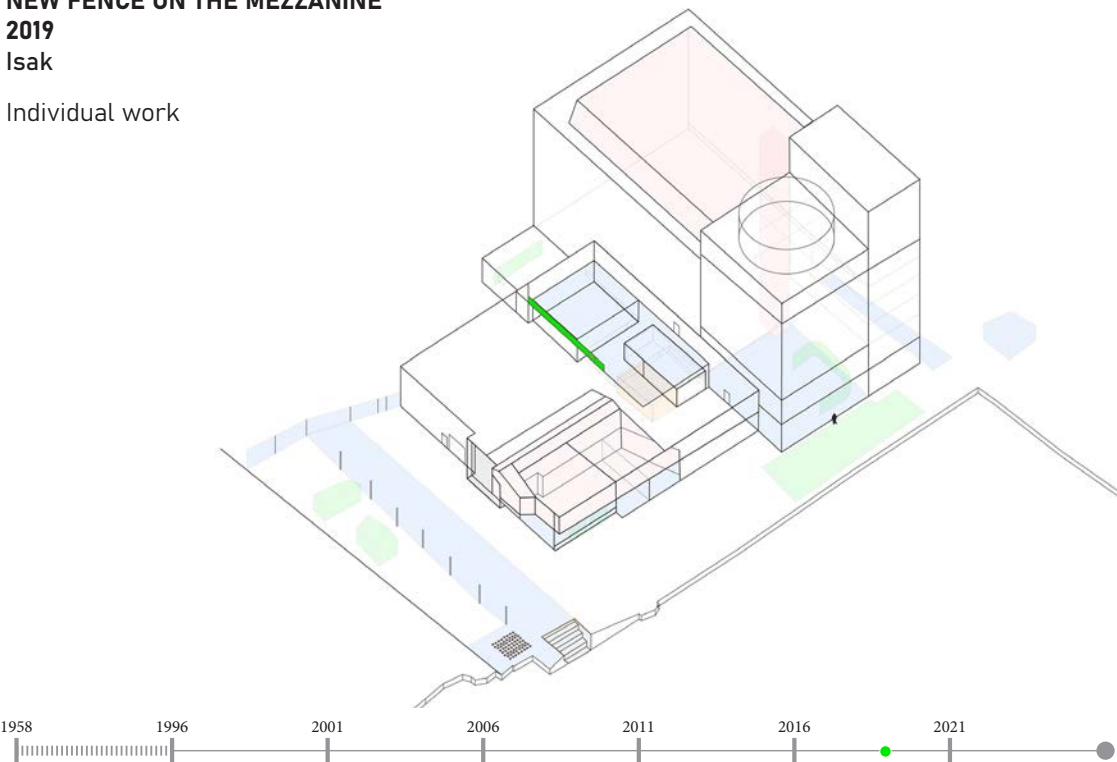 NEW FENCE ON THE MEZZANINE
2019
Isak
Individual work
1958 1996 2001 2006 2011 2016 2021